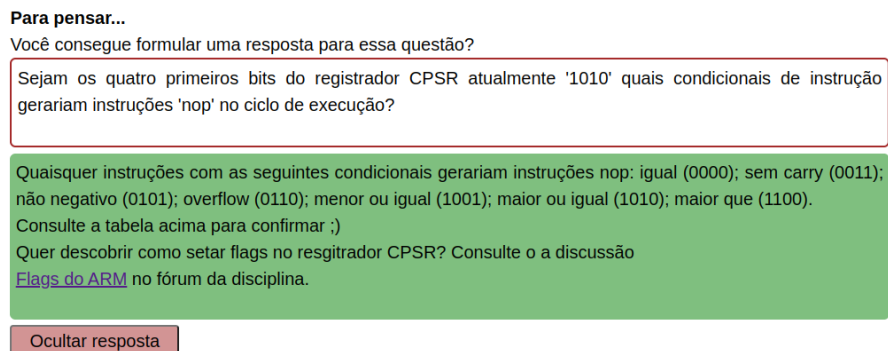 Para pensar...
Você consegue formular uma resposta para essa questão?
Sejam os quatro primeiros bits do registrador CPSR atualmente '1010' quais condicionais de instrução
gerariam instruções 'nop' no ciclo de execução?
Quaisquer instruções com as seguintes condicionais gerariam instruções nop: igual (0000); sem carry (0011);
não negativo (0101); overflow (0110); menor ou igual (1001); maior ou igual (1010); maior que (1100).
Consulte a tabela acima para confirmar ;)
Quer descobrir como setar flags no resgitrador CPSR? Consulte o a discussão
Flags do ARM no fórum da disciplina.
Ocultar resposta